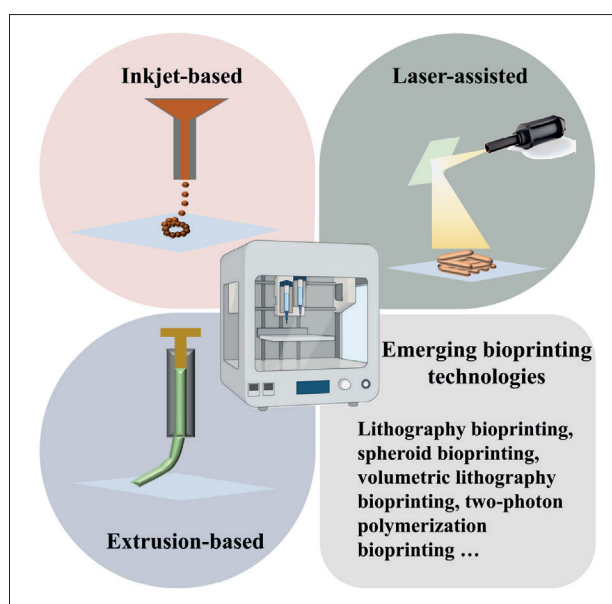 Inkjet-based
Laser-assisted
Extrusion-based
Emerging bioprinting
technologies
Lithography bioprinting,
spheroid bioprinting,
volumetric lithography
bioprinting, two-photon
polymerization
bioprinting ...